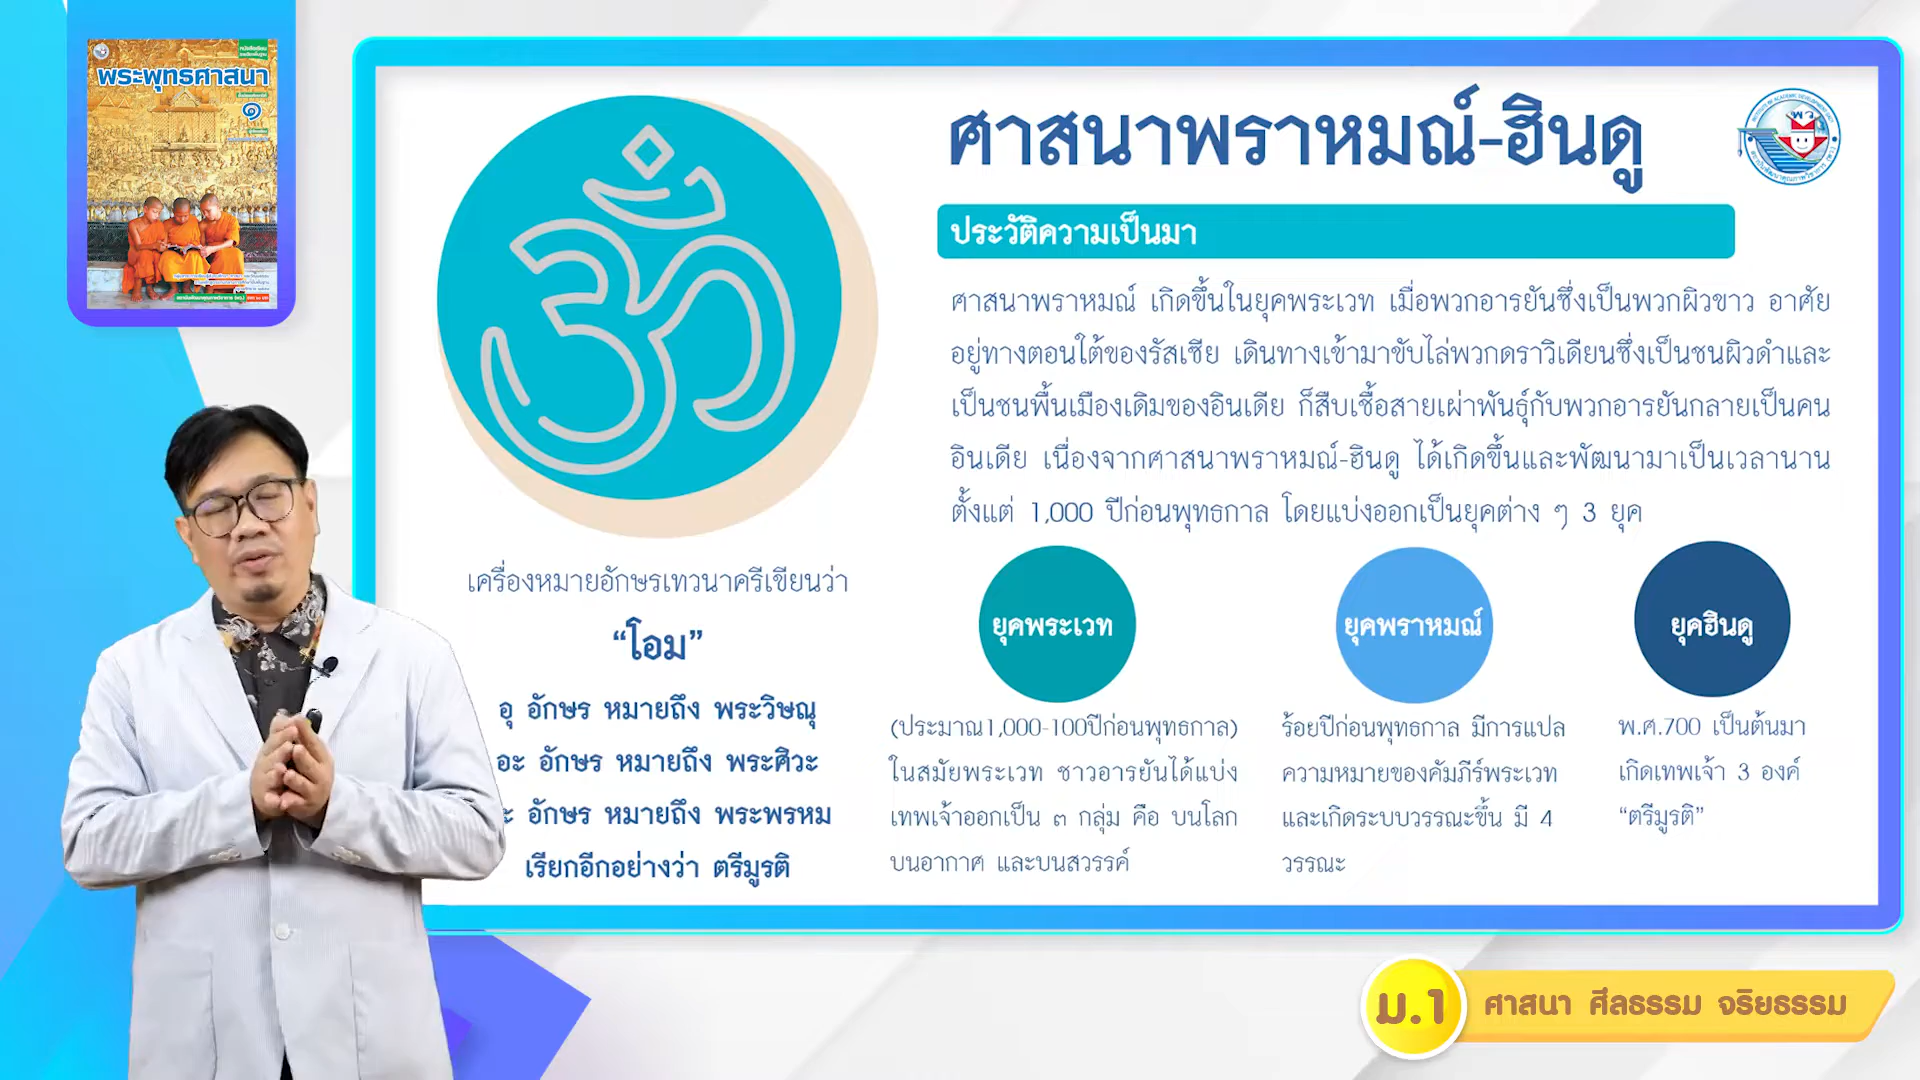 พระพุทธศาสนา
๑
ศาสนาพราหมณ์-ฮินดู
ประวัติความเป็นมา
ศาสนาพราหมณ์ เกิดขึ้นในยุคพระเวท เมื่อพวกอารยันซึ่งเป็นพวกผิวขาว อาศัย
อยู่ทางตอนใต้ของรัสเซีย เดินทางเข้ามาขับไล่พวกดราวิเดียนซึ่งเป็นชนผิวดำและ
เป็นชนพื้นเมืองเดิมของอินเดีย ก็สืบเชื้อสายเผ่าพันธุ์กับพวกอารยันกลายเป็นคน
อินเดีย เนื่องจากศาสนาพราหมณ์-ฮินดู ได้เกิดขึ้นและพัฒนามาเป็นเวลานาน
ตั้งแต่ 1,000 ปีก่อนพุทธกาล โดยแบ่งออกเป็นยุคต่าง ๆ 3 ยุค
เครื่องหมายอักษรเทวนาครีเขียนว่า
“โอม”
อุ อักษร หมายถึง พระวิษณุ
อะ อักษร หมายถึง พระศิวะ
อักษร หมายถึง พระพรหม
เรียกอีกอย่างว่า ตรีมูรติ
ยุคพระเวท
(ประมาณ1,000-100ปีก่อนพุทธกาล)
ในสมัยพระเวท ชาวอารยันได้แบ่ง
เทพเจ้าออกเป็น ๓ กลุ่ม คือ บนโลก
บนอากาศ และบนสวรรค์
ยุคพราหมณ์
ร้อยปีก่อนพุทธกาล มีการแปล
ความหมายของคัมภีร์พระเวท
และเกิดระบบวรรณะขึ้น มี 4
วรรณะ
ยุคฮินดู
พ.ศ.700 เป็นต้นมา
เกิดเทพเจ้า 3 องค์
“ตรีมูรติ”
ม.1 ศาสนา ศีลธรรม จริยธรรม